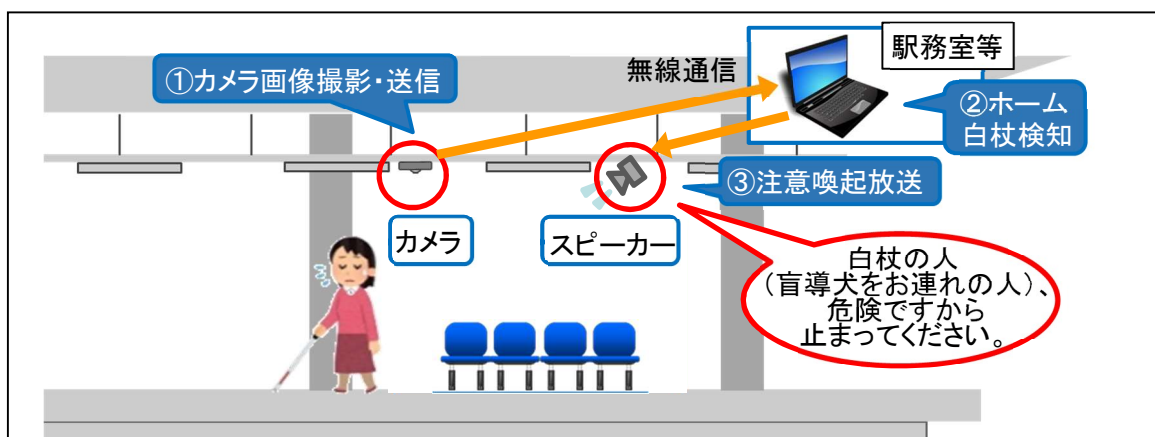 駅務室等
①カメラ画像撮影・送信
無線通信
②ホーム
白杖検知
③注意喚起放送
カメラ
スピーカー
白杖の人
（盲導犬をお連れの人）、
危険ですから
止まってください。